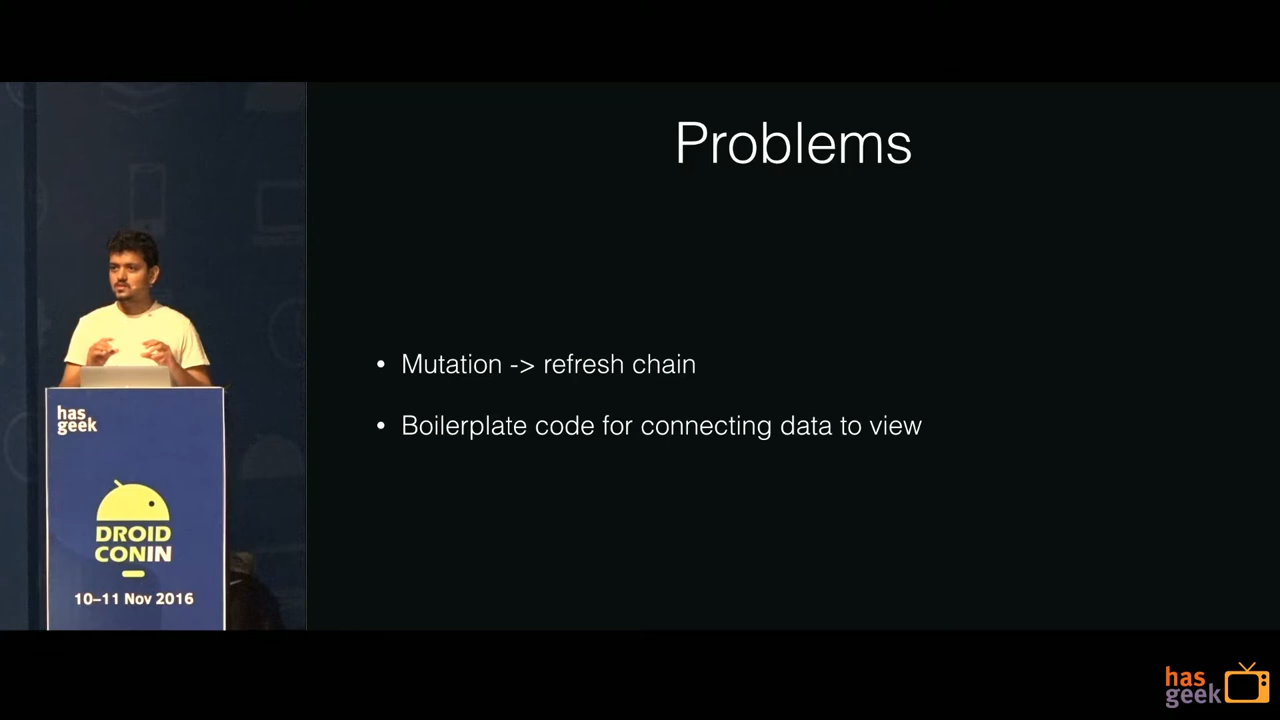 Problems
• Mutation -> refresh chain
• Boilerplate code for connecting data to view
has
geek
DROID
CONIN
10–11 Nov 2016
has
geek